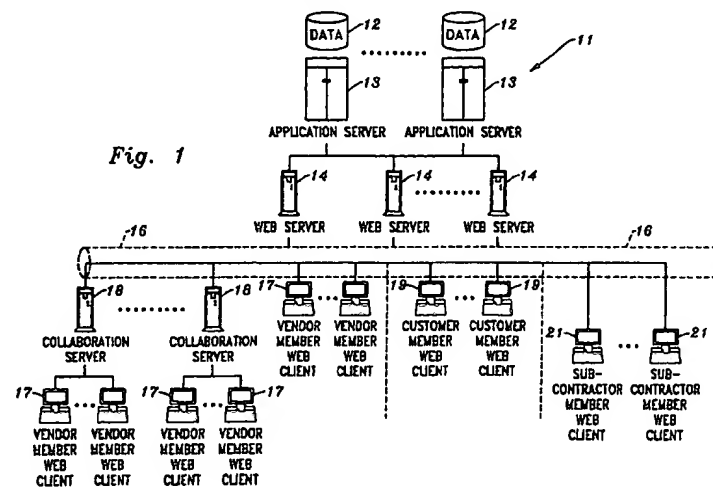 DATA 12 DATA 12
11
13 13
APPLICATION SERVER APPLICATION SERVER
Fig. 1
14 14 14
WEB SERVER WEB SERVER WEB SERVER
16 16
18 18 17 19 19
VENDOR MEMBER WEB CLIENT
VENDOR MEMBER WEB CLIENT
CUSTOMER MEMBER WEB CLIENT
CUSTOMER MEMBER WEB CLIENT
COLLABORATION SERVER
COLLABORATION SERVER
21 21
SUB-CONTRACTOR MEMBER WEB CLIENT
SUB-CONTRACTOR MEMBER WEB CLIENT
17 17 17
VENDOR MEMBER WEB CLIENT
VENDOR MEMBER WEB CLIENT
VENDOR MEMBER WEB CLIENT
VENDOR MEMBER WEB CLIENT